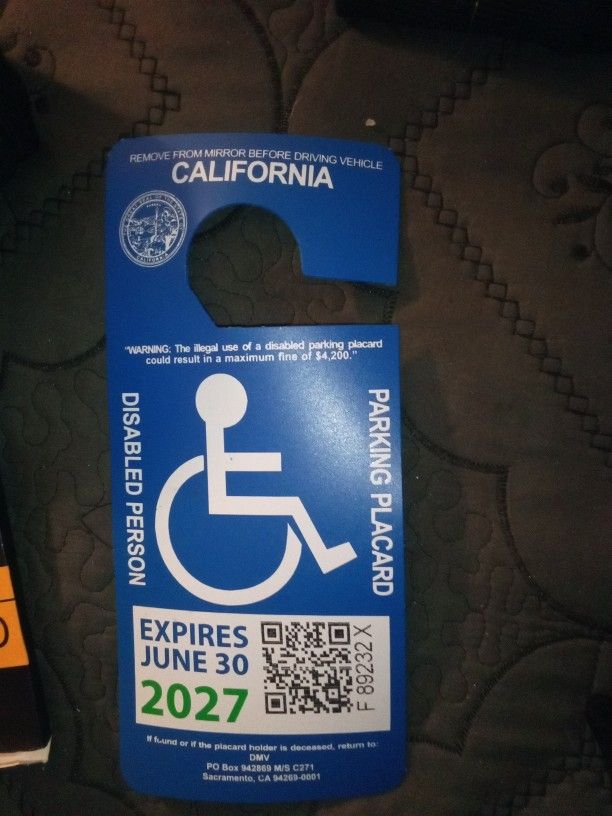 REMOVE FROM MIRROR BEFORE DRIVING VEHICLE
CALIFORNIA
"WARNING: The illegal use of a disabled parking placard
could result in a maximum fine of $4,200."
DISABLED PERSON
PARKING PLACARD
EXPIRES
JUNE 30
2027
F 89232 X
If found or if the placard holder is deceased, return to:
DMV
PO Box 942869 M/S C271
Sacramento, CA 94269-0001